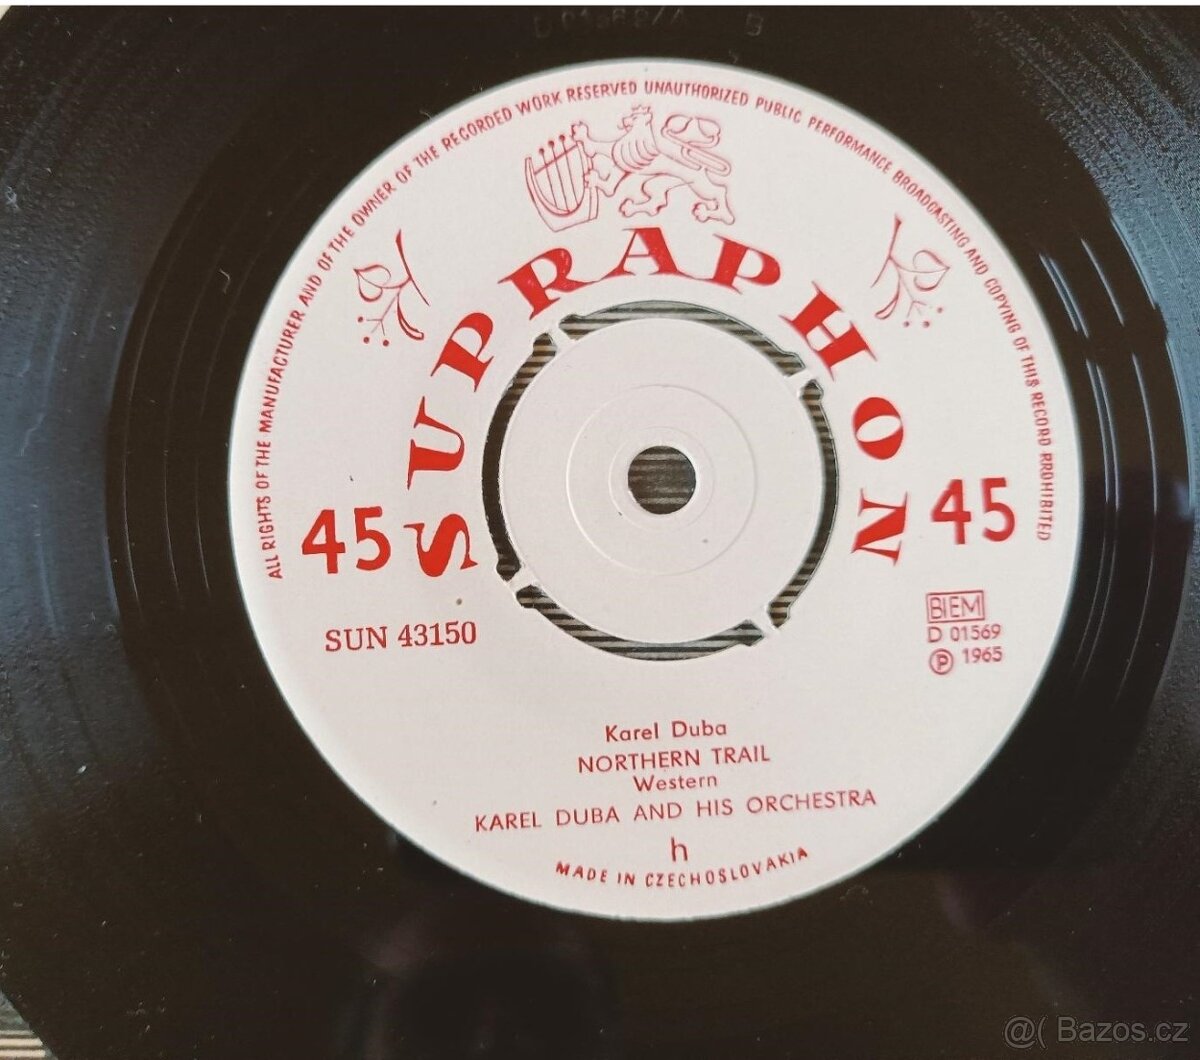 ALL RIGHTS OF THE MANUFACTURER AND OF THE OWNER OF THE RECORDED WORK RESERVED UNAUTHORIZED PUBLIC PERFORMANCE BROADCASTING AND COPYING OF THIS RECORD PROHIBITED
SUPRAPHON
45
45
SUN 43150
BIEM
D 01569
Ⓟ 1965
Karel Duba
NORTHERN TRAIL
Western
KAREL DUBA AND HIS ORCHESTRA
h
MADE IN CZECHOSLOVAKIA
@( Bazos.cz